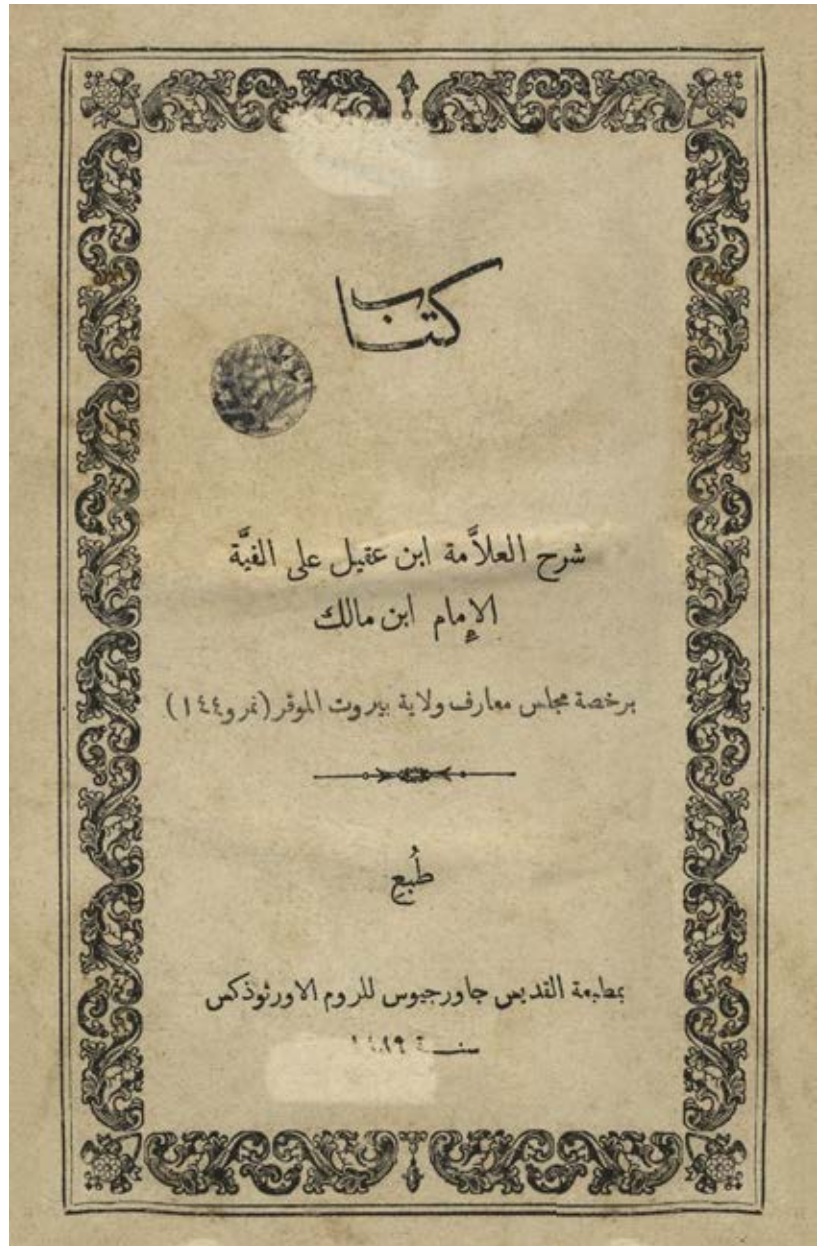 كتاب
شرح العلاَّمة ابن عقيل على الفيَّة
الإمام ابن مالك
برخصة مجلس معارف ولاية بيروت الموقر (نمرو ١٤٤)
طُبع
بمطبعة القديس جاورجيوس للروم الاورثوذكس
سنة